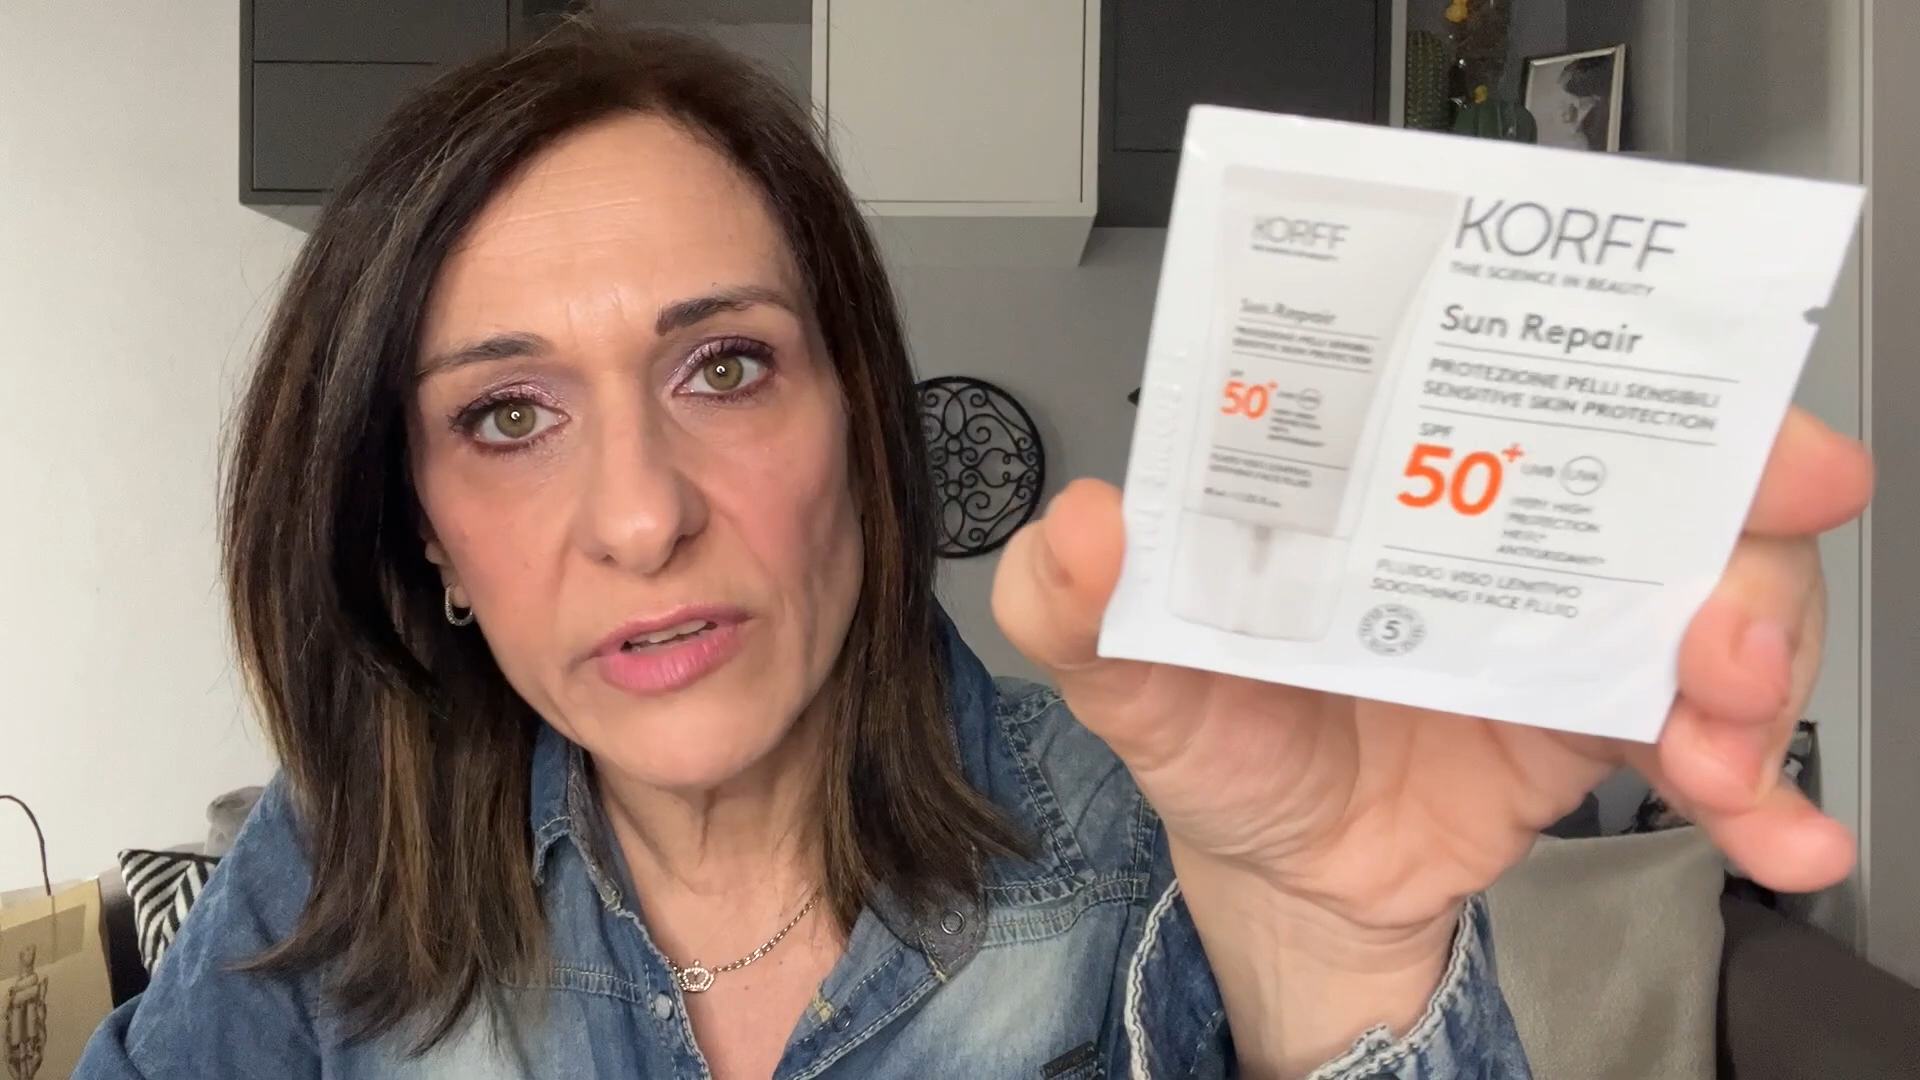 KORFF
Sun Repair
50+
KORFF
THE SCIENCE IN BEAUTY
Sun Repair
PROTEZIONE PELLI SENSIBILI
SENSITIVE SKIN PROTECTION
SPF
50+ UVB UVA
VERY HIGH
PROTECTION
ANTIOXIDANT
FLUIDO VISO LENITIVO
SOOTHING FACE FLUID
5